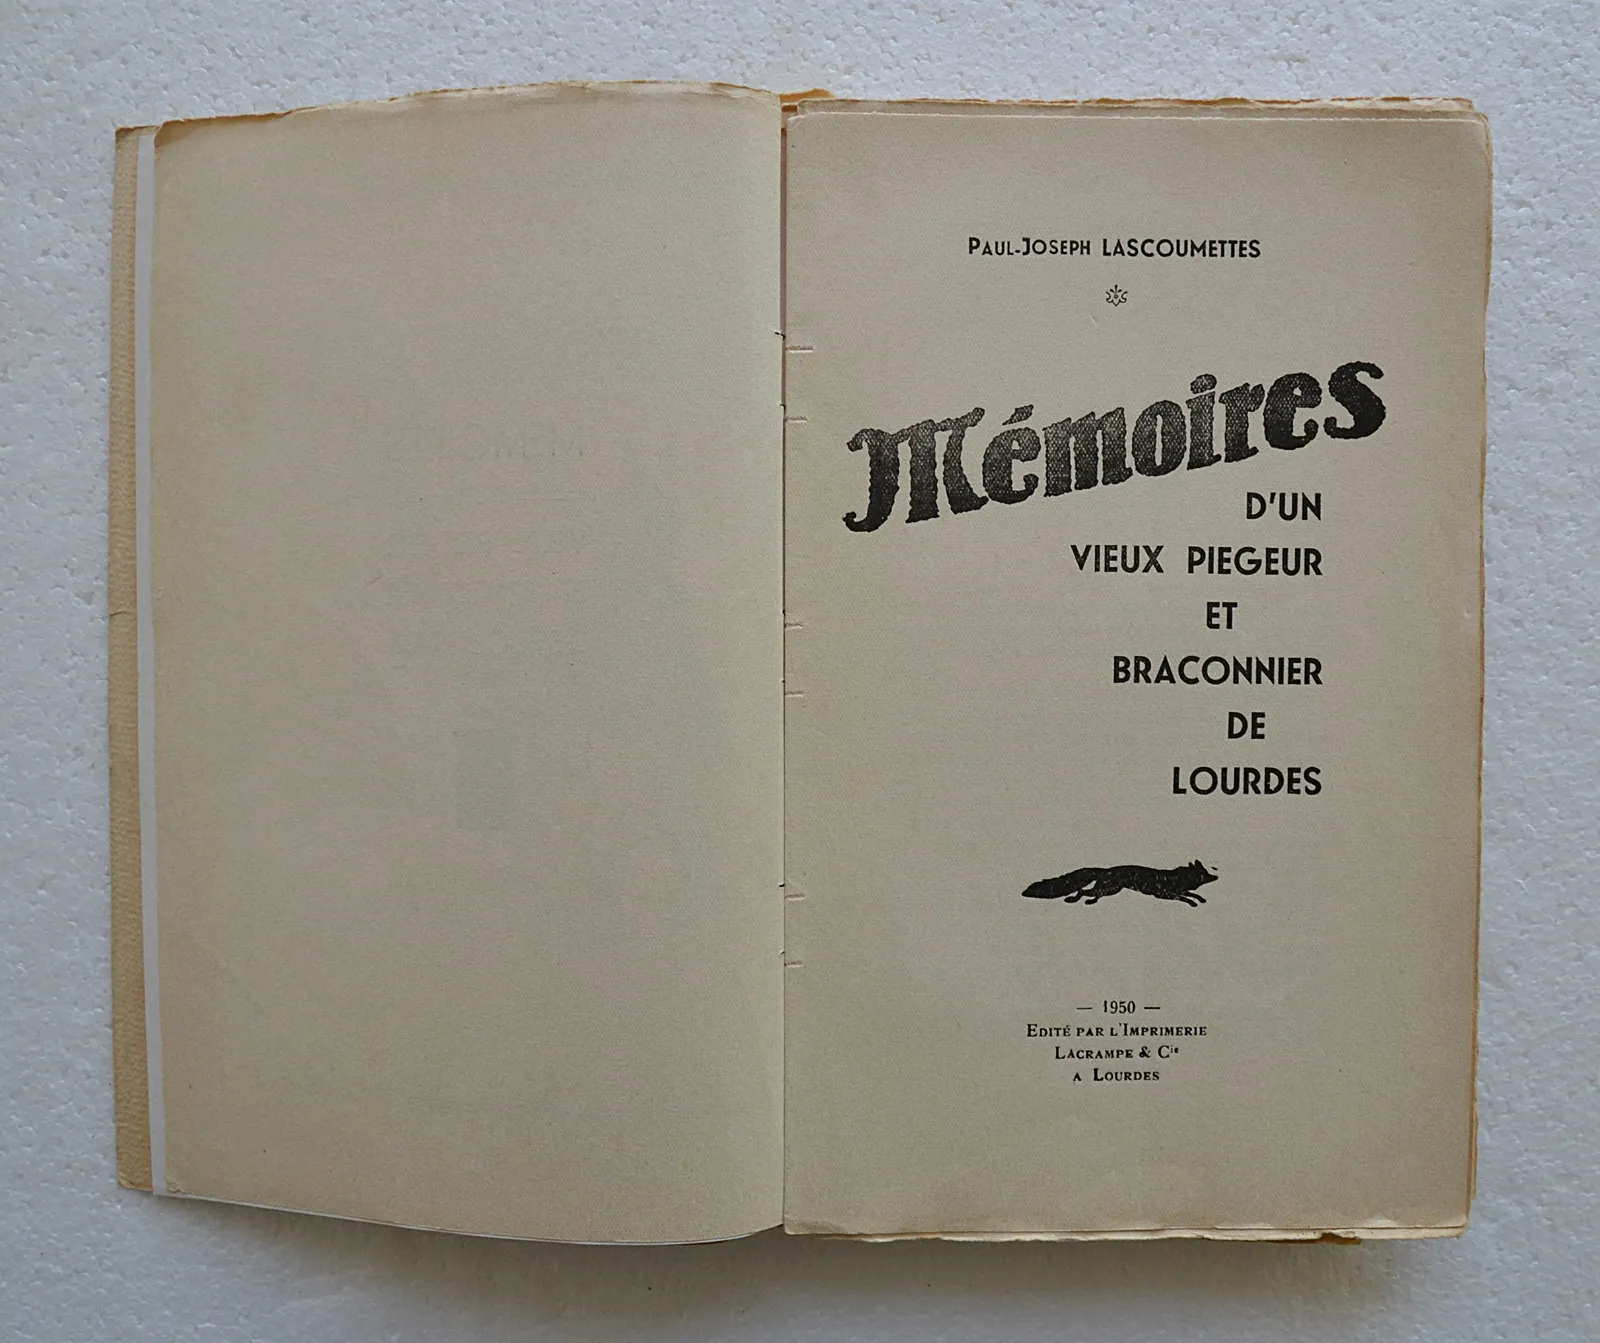 PAUL-JOSEPH LASCOUMETTES
Mémoires
D'UN
VIEUX PIEGEUR
ET
BRACONNIER
DE
LOURDES
— 1950 —
EDITÉ PAR L'IMPRIMERIE
LACRAMPE & Cie
A LOURDES